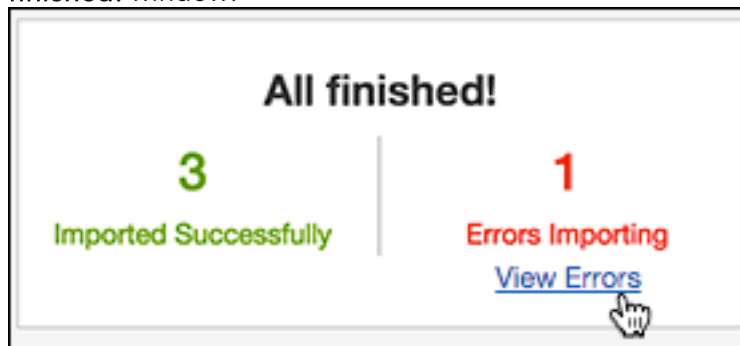 finished! window.
All finished!
3
Imported Successfully
1
Errors Importing
View Errors